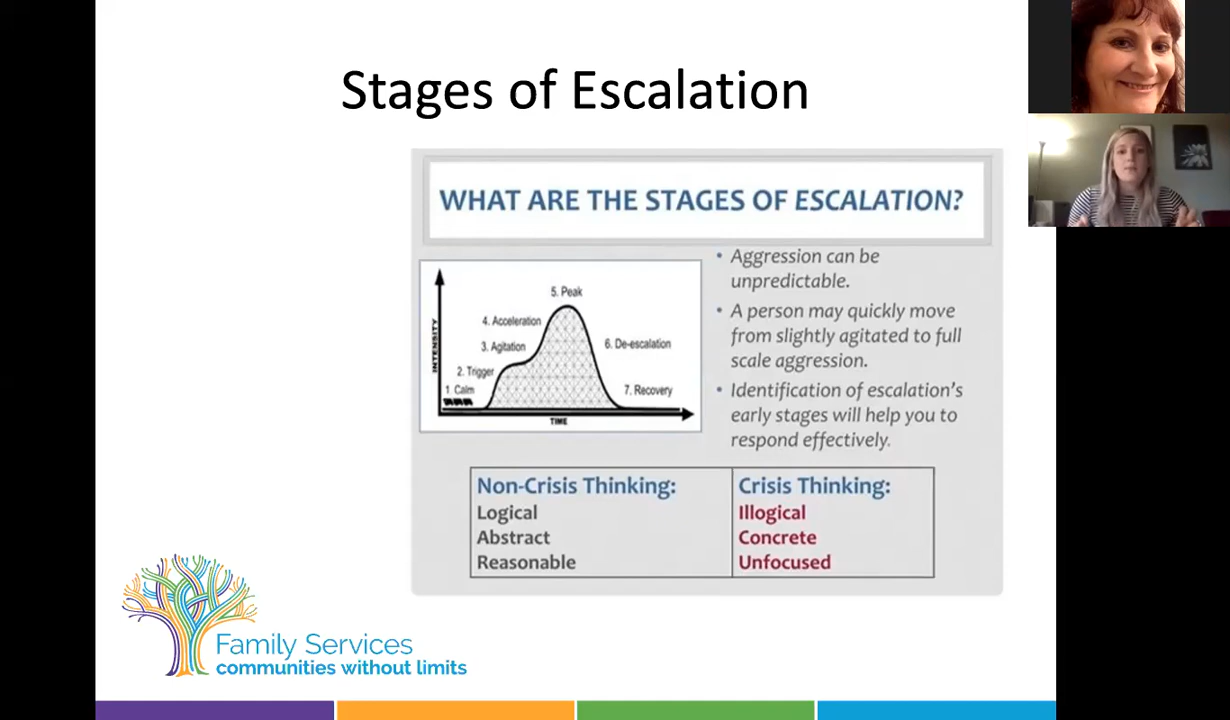 Stages of Escalation
WHAT ARE THE STAGES OF ESCALATION?
INTENSITY
5. Peak
4. Acceleration
3. Agitation
6. De-escalation
2. Trigger
1. Calm
7. Recovery
TIME
• Aggression can be
unpredictable.
• A person may quickly move
from slightly agitated to full
scale aggression.
• Identification of escalation's
early stages will help you to
respond effectively.
Non-Crisis Thinking:
Logical
Abstract
Reasonable
Crisis Thinking:
Illogical
Concrete
Unfocused
Family Services
communities without limits